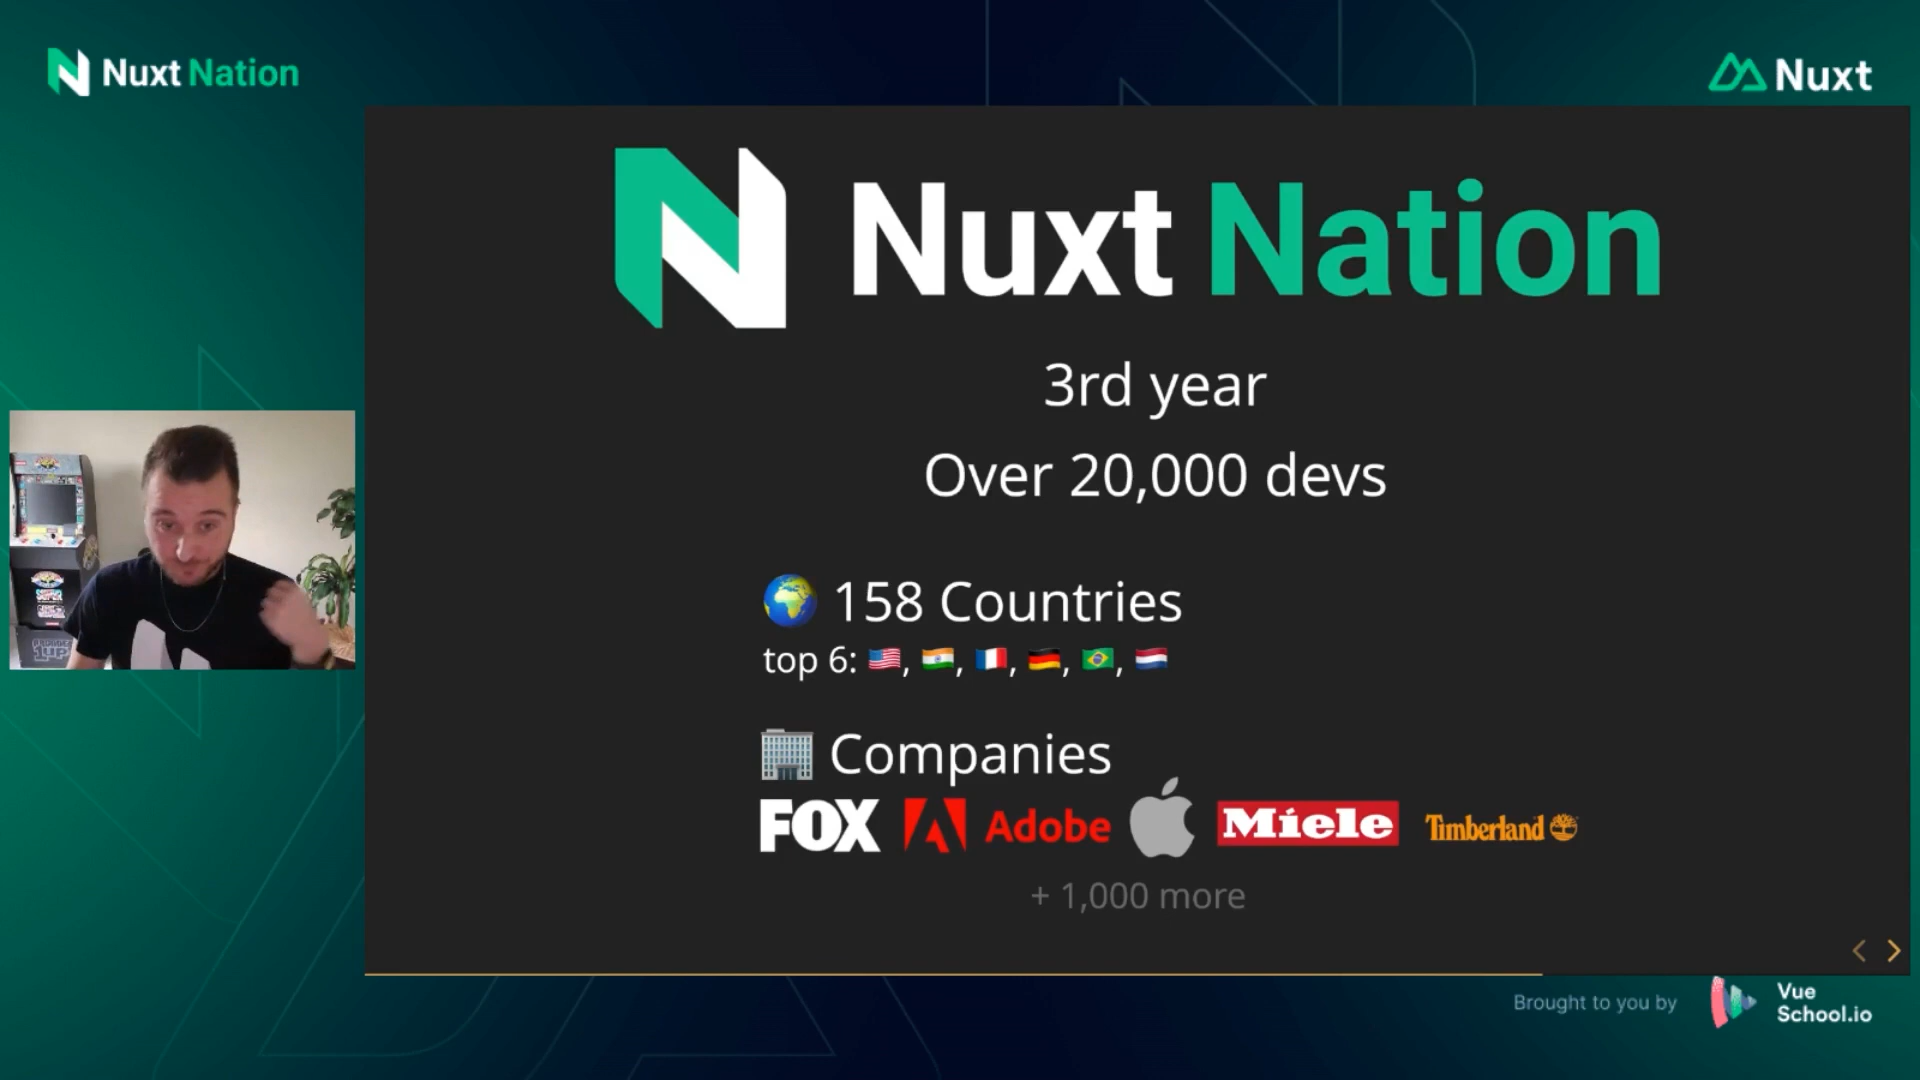 Nuxt Nation
Nuxt
Nuxt Nation
3rd year
Over 20,000 devs
158 Countries
top 6: 🇺🇸, 🇮🇳, 🇫🇷, 🇩🇪, 🇧🇷, 🇳🇱
Companies
FOX Adobe Miele Timberland
+ 1,000 more
Brought to you by
Vue
School.io